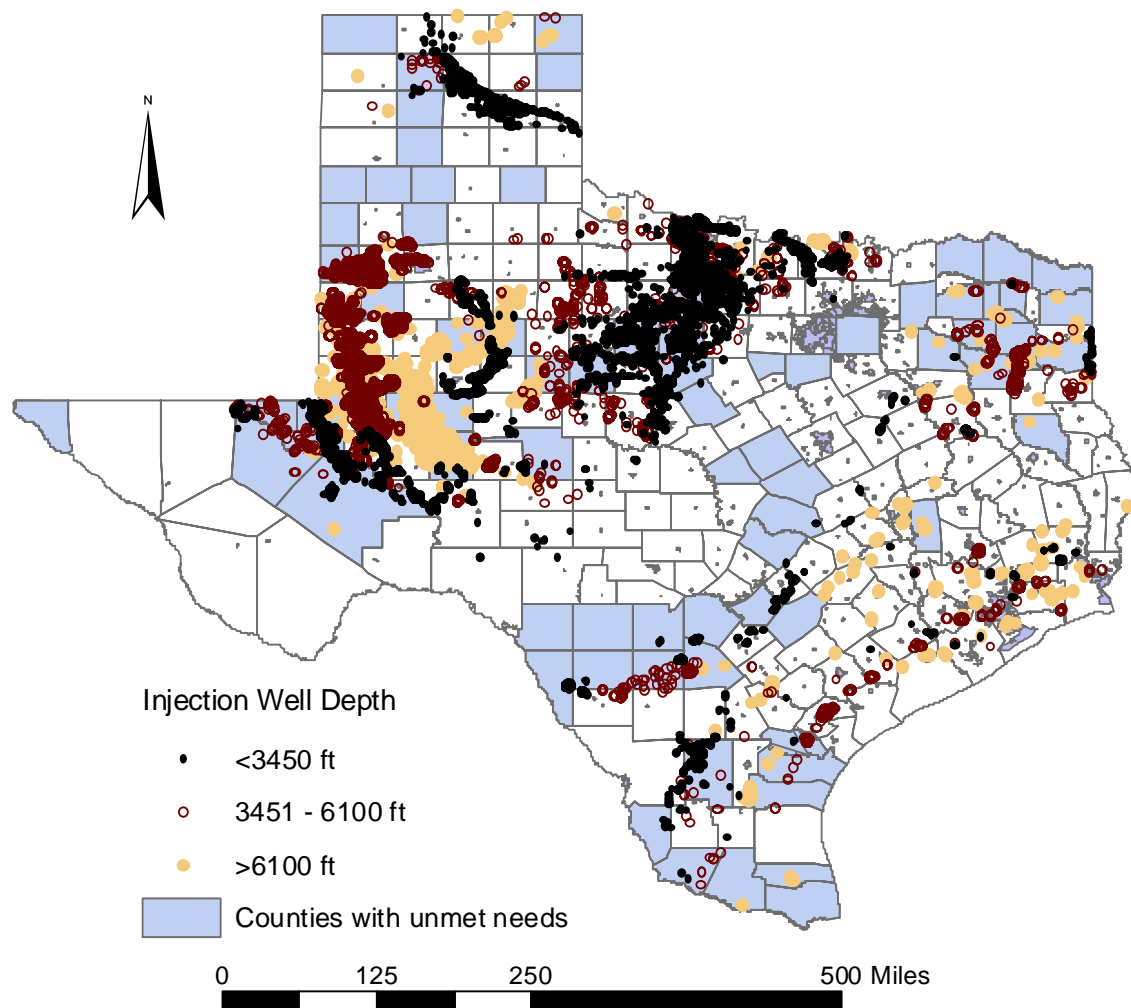 N
Injection Well Depth
<3450 ft
3451 - 6100 ft
>6100 ft
Counties with unmet needs
0 125 250 500 Miles